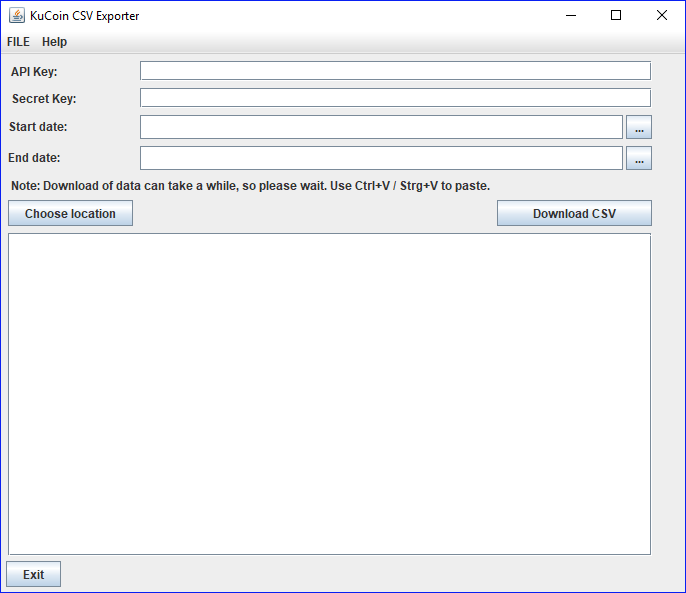 KuCoin CSV Exporter
FILE Help
API Key:
Secret Key:
Start date:
...
End date:
...
Note: Download of data can take a while, so please wait. Use Ctrl+V / Strg+V to paste.
Choose location Download CSV
Exit